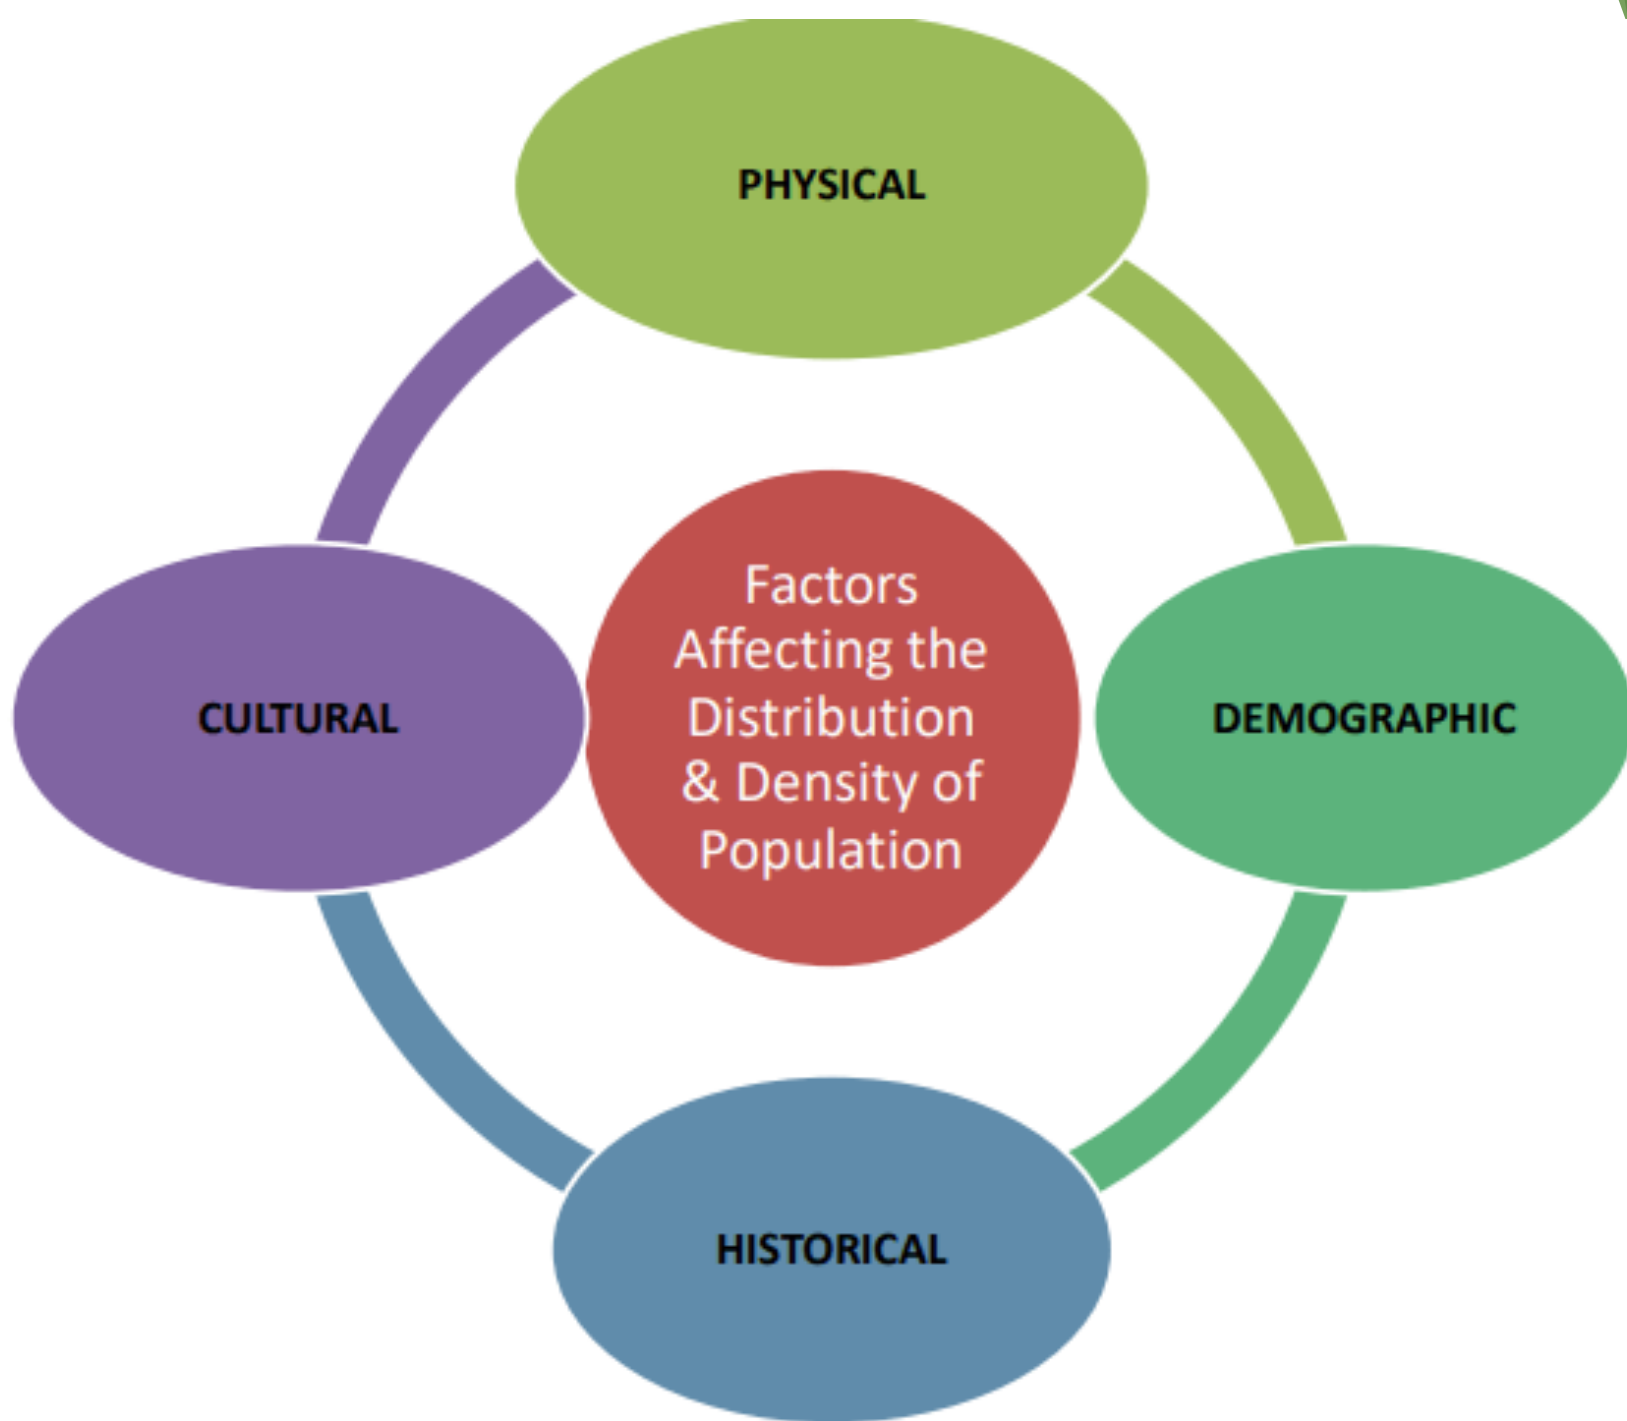 PHYSICAL
Factors
Affecting the
Distribution
& Density of
Population
CULTURAL
DEMOGRAPHIC
HISTORICAL